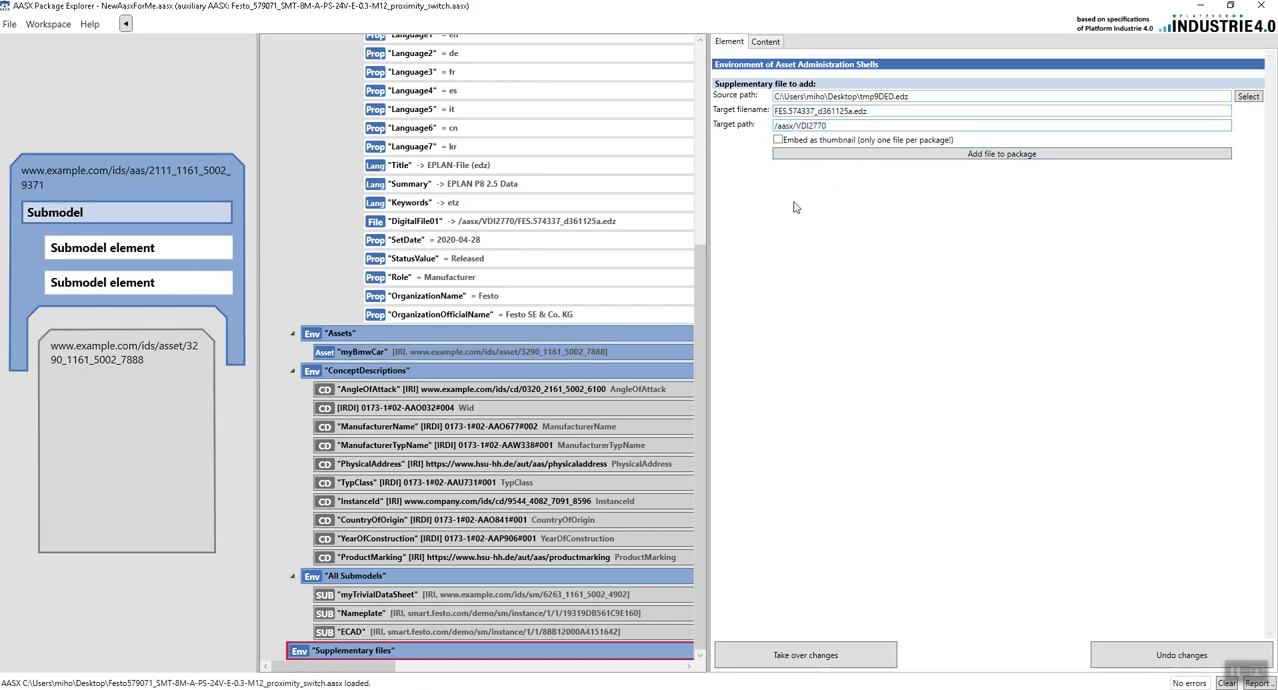 AASX Package Explorer - NewAasxForMe.aasx (auxiliary AASX: Festo_579071_SMT-8M-A-PS-24V-E-0.3-M12_proximity_switch.aasx)
File Workspace Help
based on specifications
of Platform Industrie 4.0
PLATTFORM
INDUSTRIE4.0
www.example.com/ids/aas/2111_1161_5002_
9371
Submodel
Submodel element
Submodel element
www.example.com/ids/asset/3
290_1161_5002_7888
Prop "Language1" = en
Prop "Language2" = de
Prop "Language3" = fr
Prop "Language4" = es
Prop "Language5" = it
Prop "Language6" = cn
Prop "Language7" = kr
Lang "Title" -> EPLAN-File (edz)
Lang "Summary" -> EPLAN P8 2.5 Data
Lang "Keywords" -> etz
File "DigitalFile01" -> /aasx/VDI2770/FES.574337_d361125a.edz
Prop "SetDate" = 2020-04-28
Prop "StatusValue" = Released
Prop "Role" = Manufacturer
Prop "OrganizationName" = Festo
Prop "OrganizationOfficialName" = Festo SE & Co. KG
Env "Assets"
Asset "myBmwCar" [IRI, www.example.com/ids/asset/3290_1161_5002_7888]
Env "ConceptDescriptions"
CD "AngleOfAttack" [IRI] www.example.com/ids/cd/0320_2161_5002_6100 AngleOfAttack
CD [IRDI] 0173-1#02-AAO032#004 Wid
CD "ManufacturerName" [IRDI] 0173-1#02-AAO677#002 ManufacturerName
CD "ManufacturerTypName" [IRDI] 0173-1#02-AAW338#001 ManufacturerTypName
CD "PhysicalAddress" [IRI] https://www.hsu-hh.de/aut/aas/physicaladdress PhysicalAddress
CD "TypClass" [IRDI] 0173-1#02-AAU731#001 TypClass
CD "InstanceId" [IRI] www.company.com/ids/cd/9544_4082_7091_8596 InstanceId
CD "CountryOfOrigin" [IRDI] 0173-1#02-AAO841#001 CountryOfOrigin
CD "YearOfConstruction" [IRDI] 0173-1#02-AAP906#001 YearOfConstruction
CD "ProductMarking" [IRI] https://www.hsu-hh.de/aut/aas/productmarking ProductMarking
Env "All Submodels"
SUB "myTrivialDataSheet" [IRI, www.example.com/ids/sm/6263_1161_5002_4902]
SUB "Nameplate" [IRI, smart.festo.com/demo/sm/instance/1/1/19319DB561C9E160]
SUB "ECAD" [IRI, smart.festo.com/demo/sm/instance/1/1/88B12000A4151642]
Env "Supplementary files"
Element Content
Environment of Asset Administration Shells
Supplementary file to add:
Source path: C:\Users\miho\Desktop\tmp9DED.edz Select
Target filename: FES.574337_d361125a.edz
Target path: /aasx/VDI2770
Embed as thumbnail (only one file per package!)
Add file to package
Take over changes Undo changes
AASX C:\Users\miho\Desktop\Festo579071_SMT-8M-A-PS-24V-E-0.3-M12_proximity_switch.aasx loaded.
No errors Clear Report ..